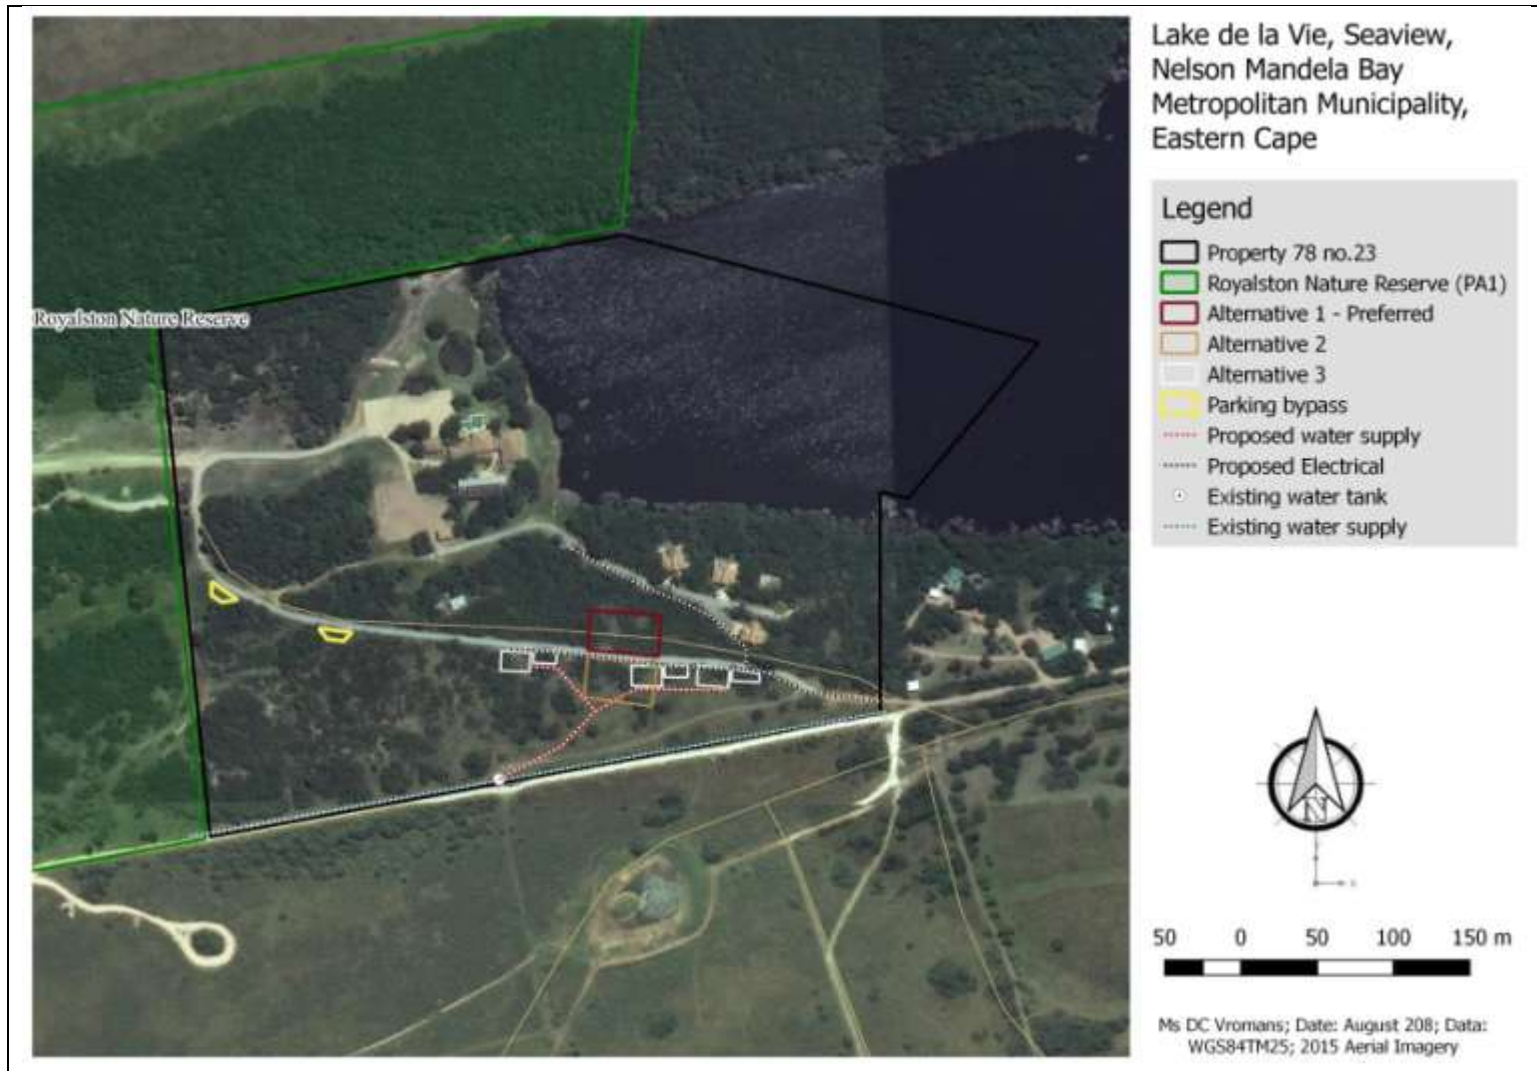 Lake de la Vie, Seaview,
Nelson Mandela Bay
Metropolitan Municipality,
Eastern Cape
Legend
Property 78 no.23
Royalston Nature Reserve (PA1)
Alternative 1 - Preferred
Alternative 2
Alternative 3
Parking bypass
Proposed water supply
Proposed Electrical
Existing water tank
Existing water supply
Royalston Nature Reserve
N
50 0 50 100 150 m
Ms DC Vromans; Date: August 208; Data:
WGS84TM25; 2015 Aerial Imagery